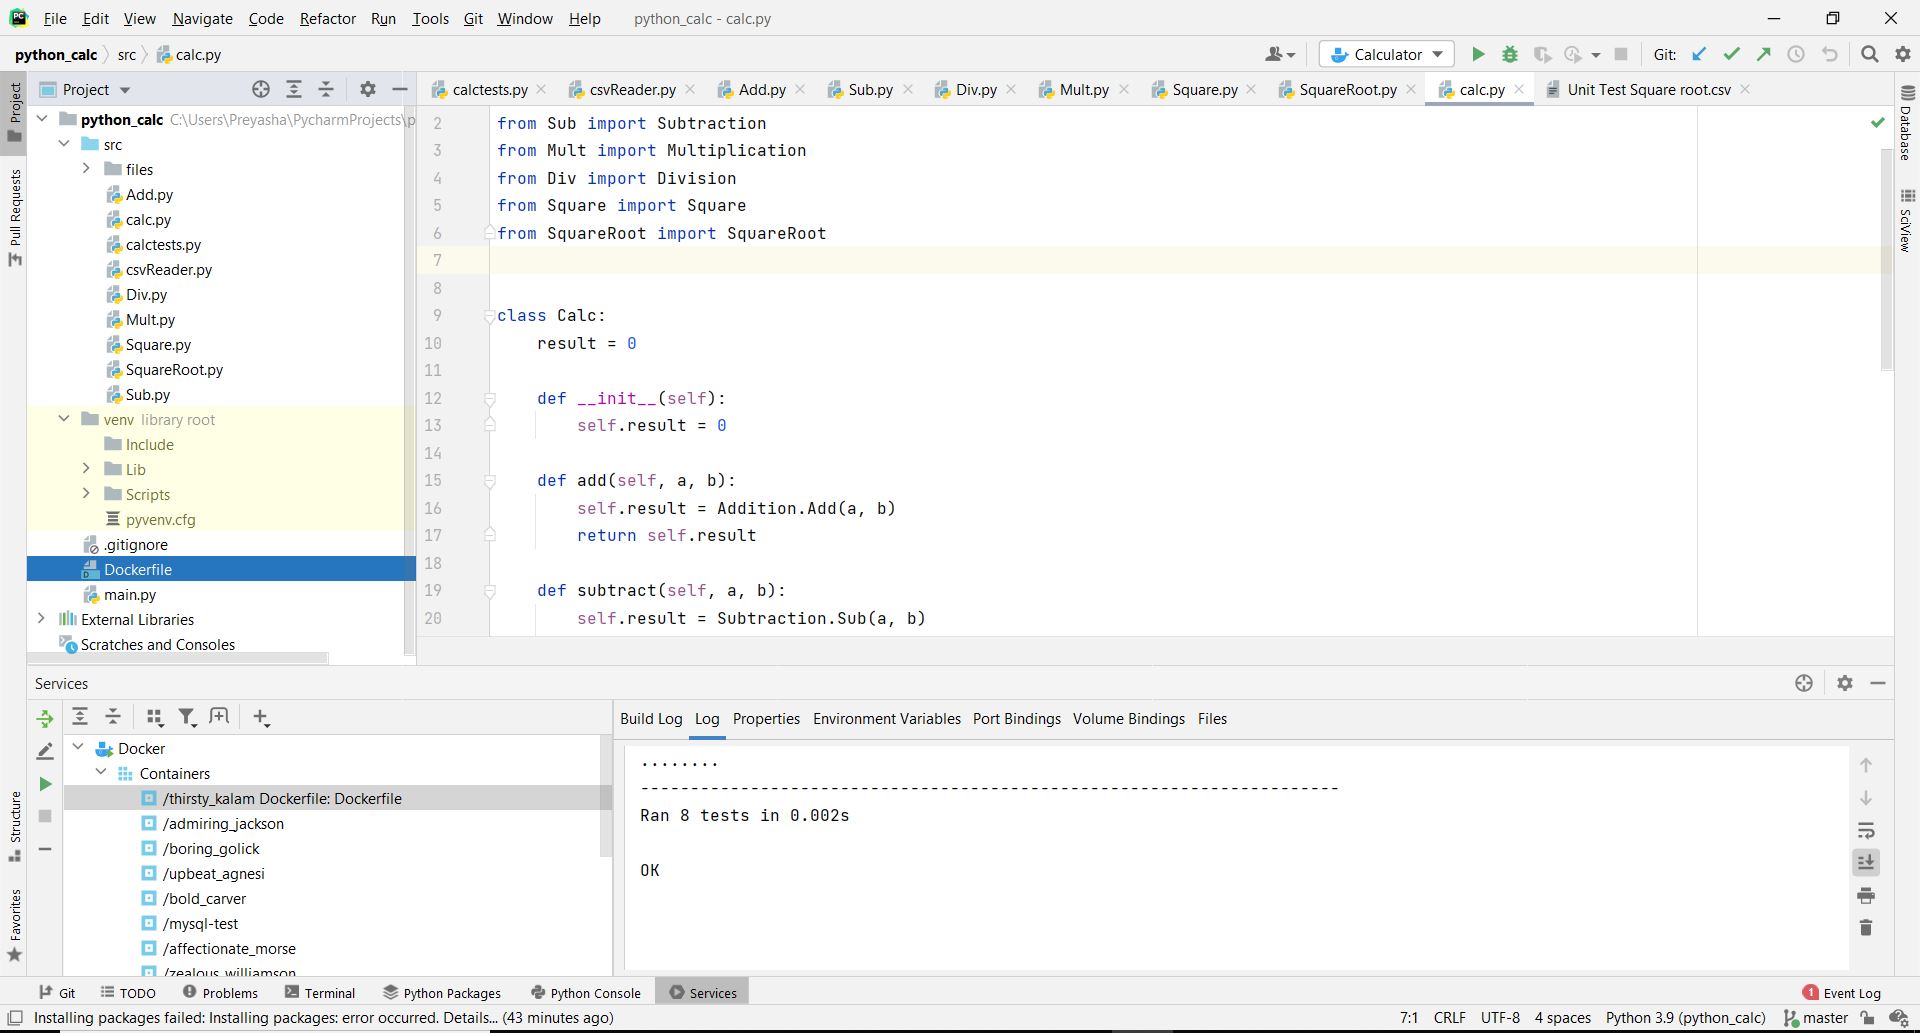 PC File Edit View Navigate Code Refactor Run Tools Git Window Help python_calc - calc.py
python_calc src calc.py Calculator Git:
Project
Pull Requests
Structure
Favorites
Project
python_calc C:\Users\Preyasha\PycharmProjects\p
src
files
Add.py
calc.py
calctests.py
csvReader.py
Div.py
Mult.py
Square.py
SquareRoot.py
Sub.py
venv library root
Include
Lib
Scripts
pyvenv.cfg
.gitignore
Dockerfile
main.py
External Libraries
Scratches and Consoles
calctests.py csvReader.py Add.py Sub.py Div.py Mult.py Square.py SquareRoot.py calc.py Unit Test Square root.csv
2 from Sub import Subtraction
3 from Mult import Multiplication
4 from Div import Division
5 from Square import Square
6 from SquareRoot import SquareRoot
7
8
9 class Calc:
10 result = 0
11
12 def __init__(self):
13 self.result = 0
14
15 def add(self, a, b):
16 self.result = Addition.Add(a, b)
17 return self.result
18
19 def subtract(self, a, b):
20 self.result = Subtraction.Sub(a, b)
Database
SciView
Services
Docker
Containers
/thirsty_kalam Dockerfile: Dockerfile
/admiring_jackson
/boring_golick
/upbeat_agnesi
/bold_carver
/mysql-test
/affectionate_morse
/zealous_williamson
Build Log Log Properties Environment Variables Port Bindings Volume Bindings Files
........
----------------------------------------------------------------------
Ran 8 tests in 0.002s
OK
Git TODO Problems Terminal Python Packages Python Console Services 1 Event Log
Installing packages failed: Installing packages: error occurred. Details... (43 minutes ago) 7:1 CRLF UTF-8 4 spaces Python 3.9 (python_calc) master